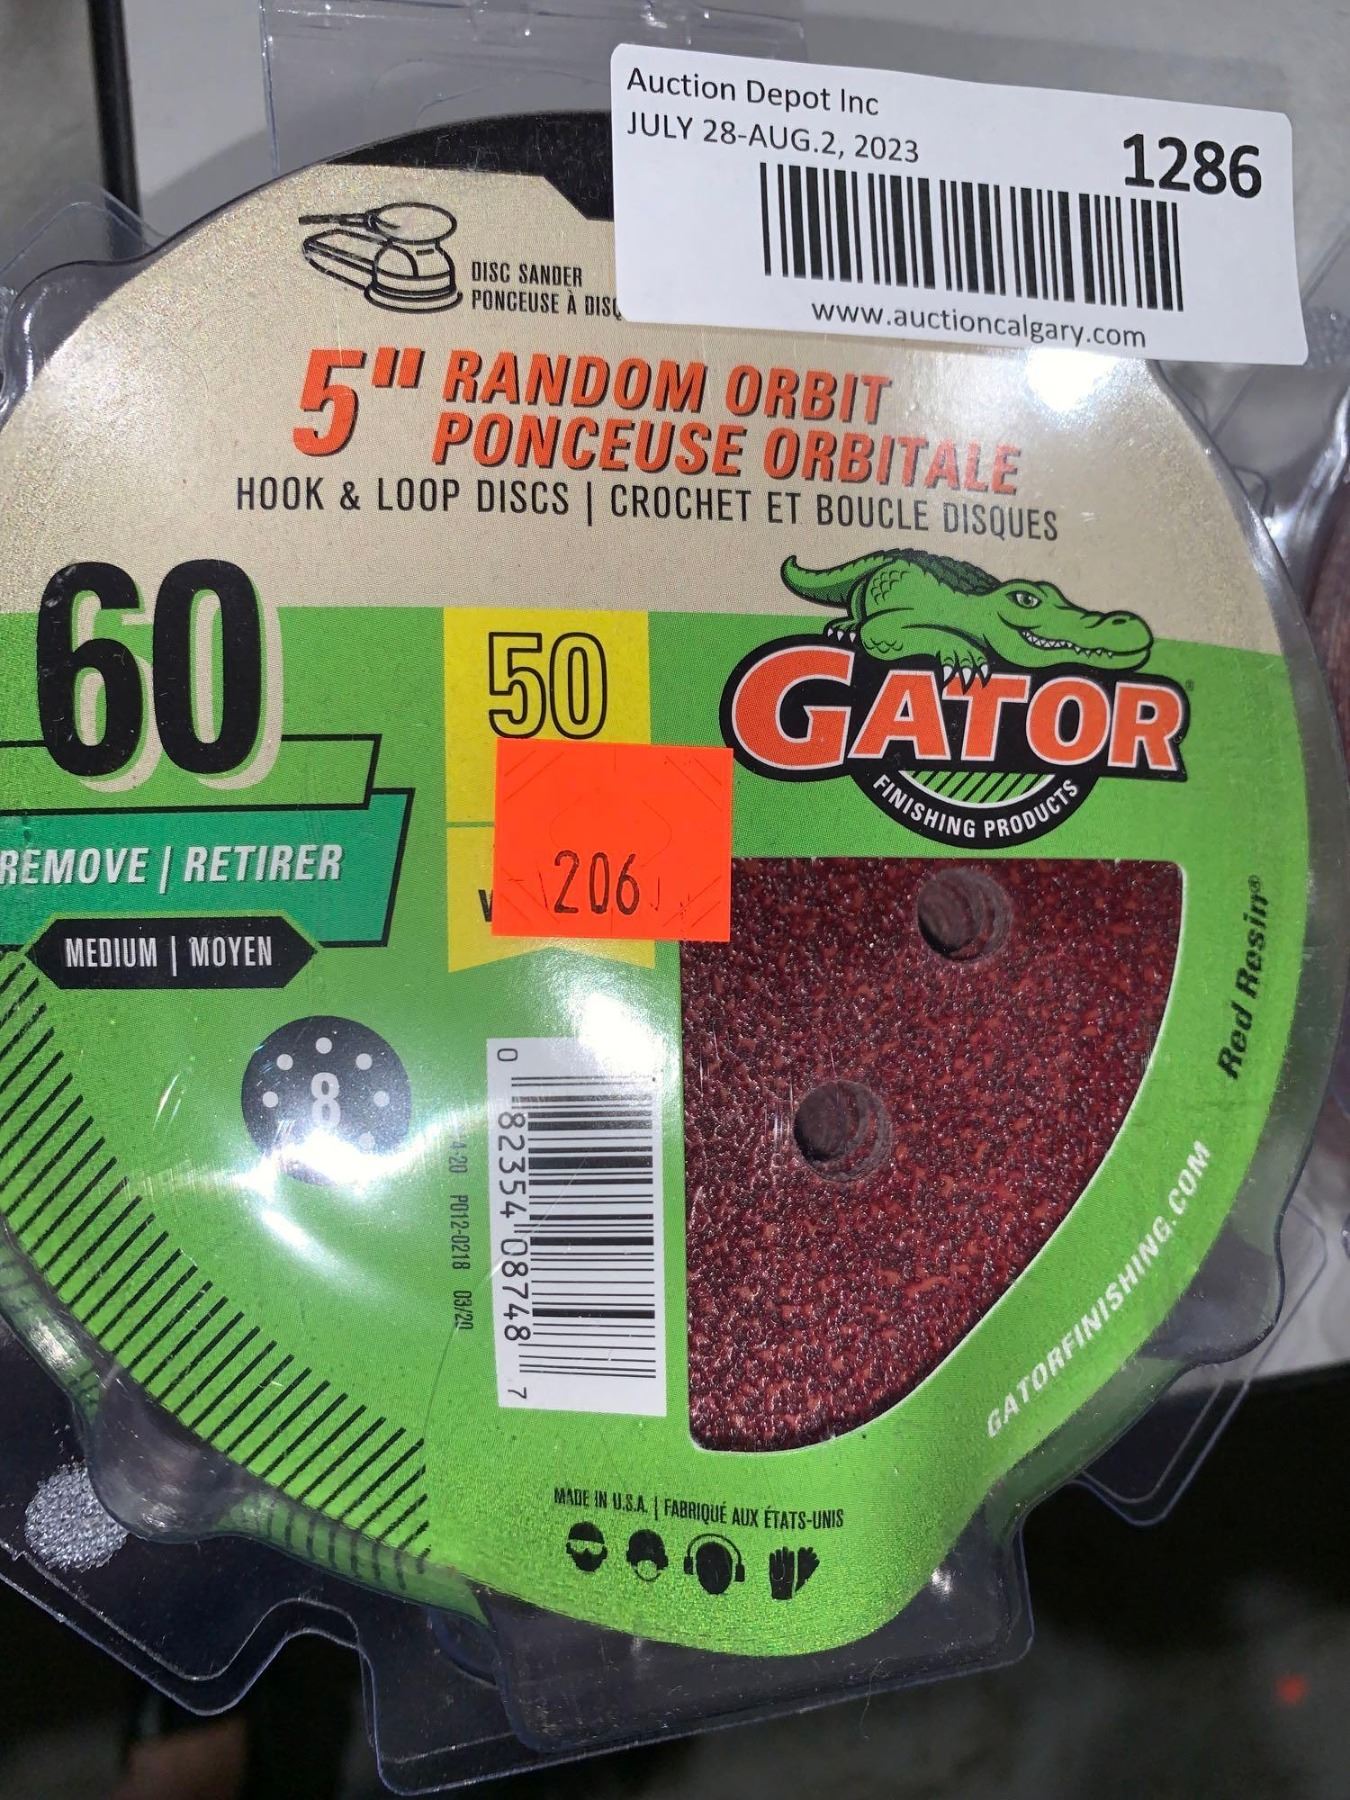 Auction Depot Inc
JULY 28-AUG.2, 2023
1286
www.auctioncalgary.com
DISC SANDER
PONCEUSE À
5" RANDOM ORBIT
PONCEUSE ORBITALE
HOOK & LOOP DISCS | CROCHET ET BOUCLE DISQUES
60
50
GATOR
FINISHING PRODUCTS
206
REMOVE | RETIRER
MEDIUM | MOYEN
8
Red Resin®
0 82354 08748 7
P012-0218 03/20
GATORFINISHING.COM
MADE IN U.S.A. | FABRIQUÉ AUX ÉTATS-UNIS